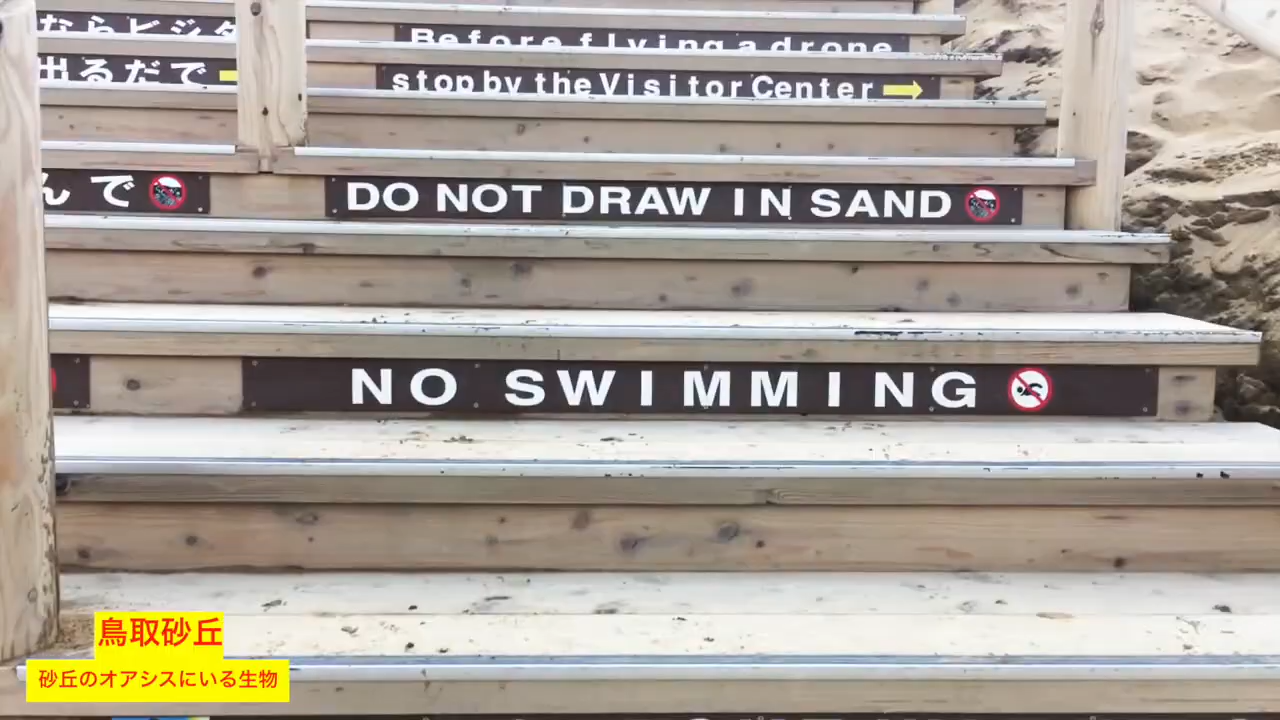 ならビジタ
Before flying a drone
出るだで
stop by the Visitor Center
んで
DO NOT DRAW IN SAND
NO SWIMMING
鳥取砂丘
砂丘のオアシスにいる生物